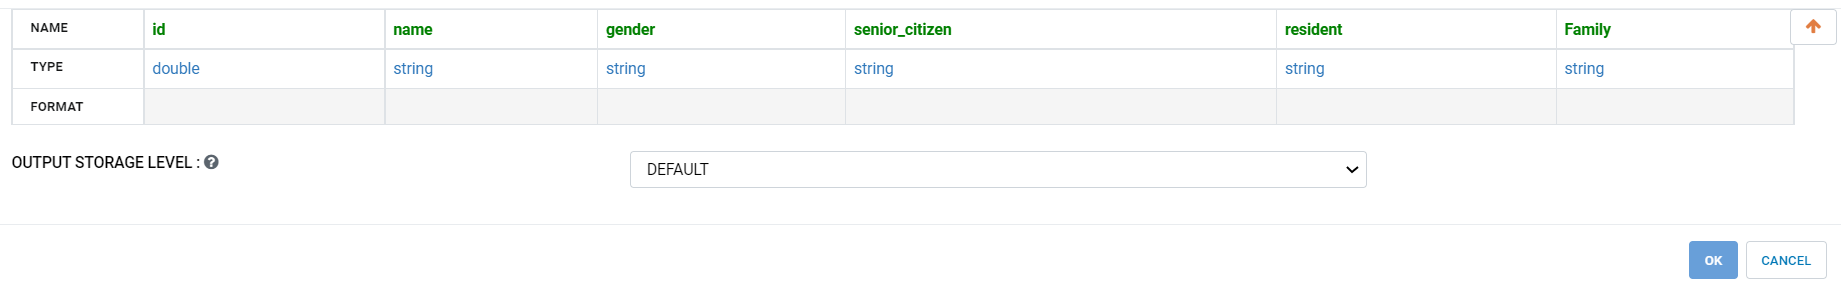 NAME id name gender senior_citizen resident Family
TYPE double string string string string string
FORMAT
OUTPUT STORAGE LEVEL :
DEFAULT
OK CANCEL